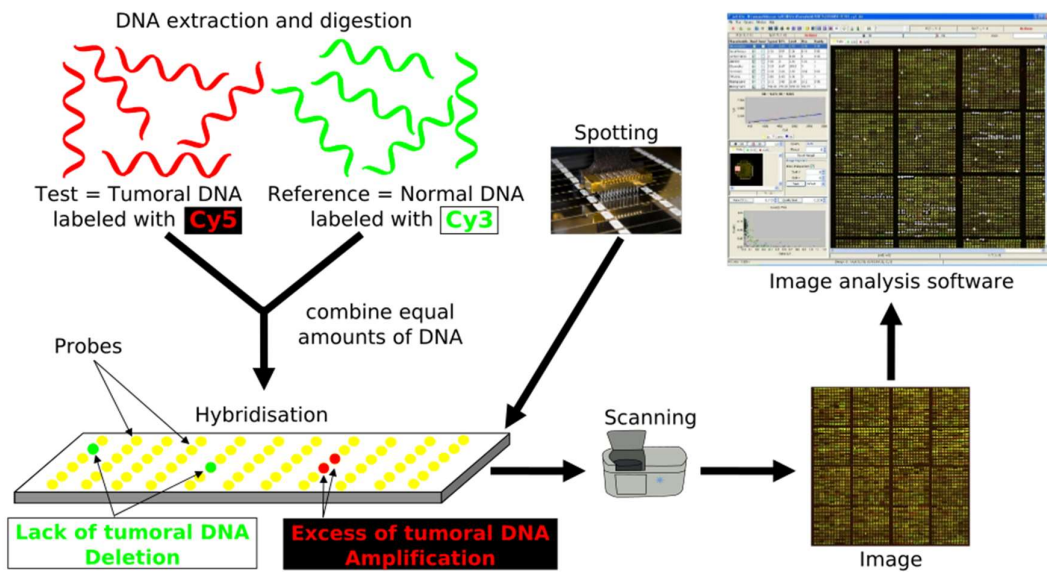 DNA extraction and digestion
Test = Tumoral DNA
labeled with Cy5
Reference = Normal DNA
labeled with Cy3
Spotting
combine equal
amounts of DNA
Probes
Hybridisation
Lack of tumoral DNA
Deletion
Excess of tumoral DNA
Amplification
Scanning
Image
Image analysis software